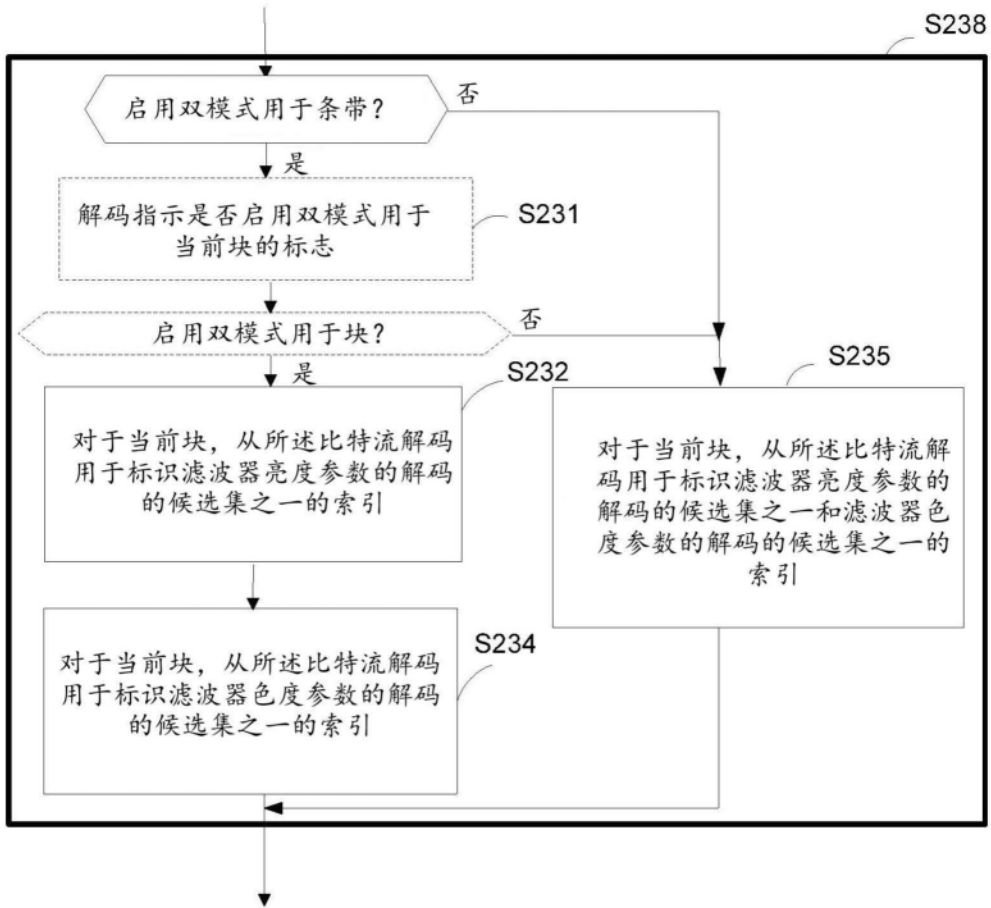 S238
启用双模式用于条带？
否
是
解码指示是否启用双模式用于
当前块的标志
S231
启用双模式用于块？
否
是
S232
S235
对于当前块，从所述比特流解码
用于标识滤波器亮度参数的解码
的候选集之一的索引
对于当前块，从所述比特流解
码用于标识滤波器亮度参数的
解码的候选集之一和滤波器色
度参数的解码的候选集之一的
索引
S234
对于当前块，从所述比特流解码
用于标识滤波器色度参数的解码
的候选集之一的索引